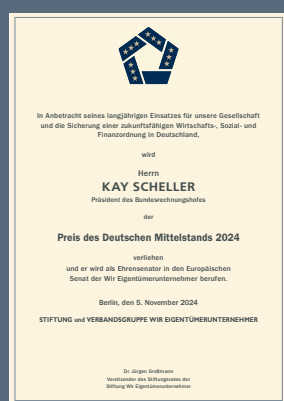 In Anbetracht seines langjährigen Einsatzes für unsere Gesellschaft
und die Sicherung einer zukunftsfähigen Wirtschafts-, Sozial- und
Finanzordnung in Deutschland,
wird
Herrn
KAY SCHELLER
Präsident des Bundesrechnungshofes
der
Preis des Deutschen Mittelstands 2024
verliehen
und er wird als Ehrensenator in den Europäischen
Senat der Wir Eigentümerunternehmer berufen.
Berlin, den 5. November 2024
STIFTUNG und VERBANDSGRUPPE WIR EIGENTÜMERUNTERNEHMER
Dr. Jürgen Großmann
Vorsitzender des Stiftungsrates der
Stiftung Wir Eigentümerunternehmer